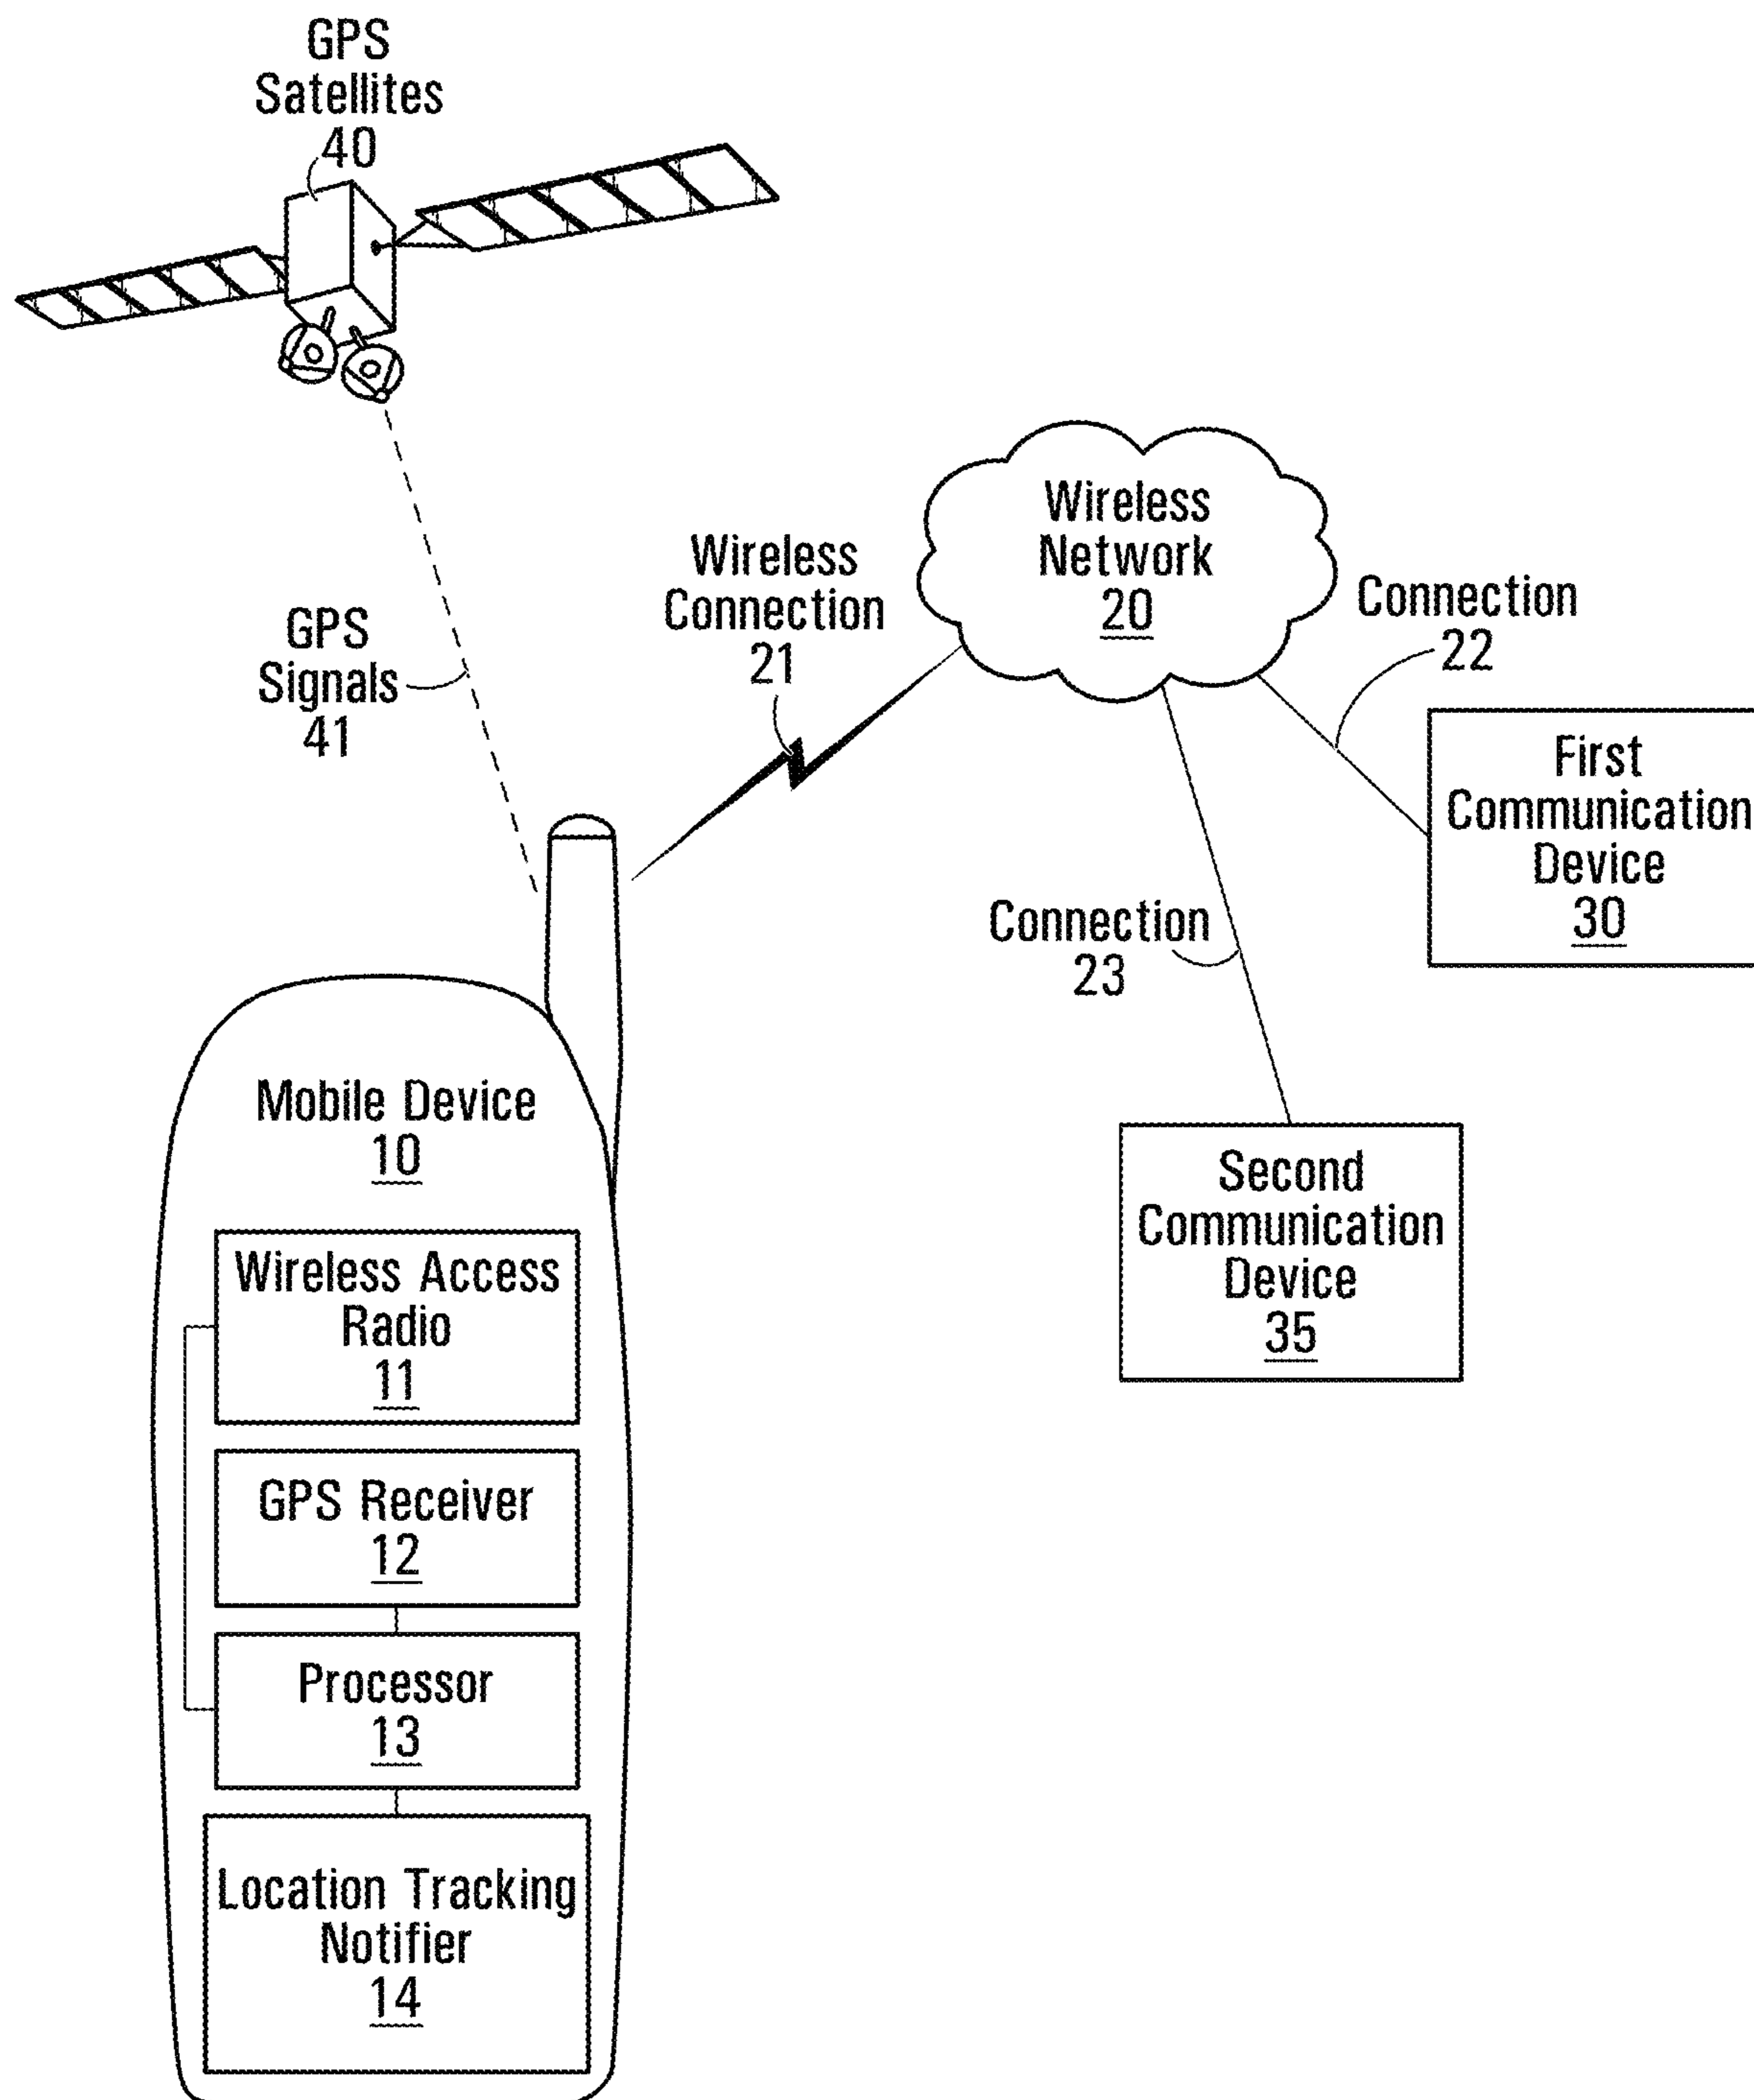 GPS
Satellites
40
GPS
Signals
41
Wireless
Connection
21
Wireless
Network
20
Connection
22
First
Communication
Device
30
Connection
23
Second
Communication
Device
35
Mobile Device
10
Wireless Access
Radio
11
GPS Receiver
12
Processor
13
Location Tracking
Notifier
14